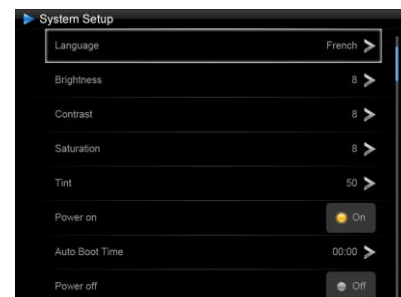 System Setup
Language French
Brightness 8
Contrast 8
Saturation 8
Tint 50
Power on On
Auto Boot Time 00:00
Power off Off